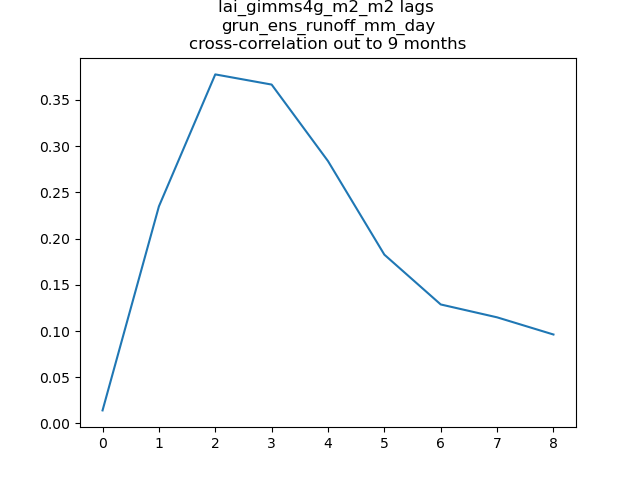 lai_gimms4g_m2_m2 lags
grun_ens_runoff_mm_day
cross-correlation out to 9 months
0.35
0.30
0.25
0.20
0.15
0.10
0.05
0.00
0 1 2 3 4 5 6 7 8